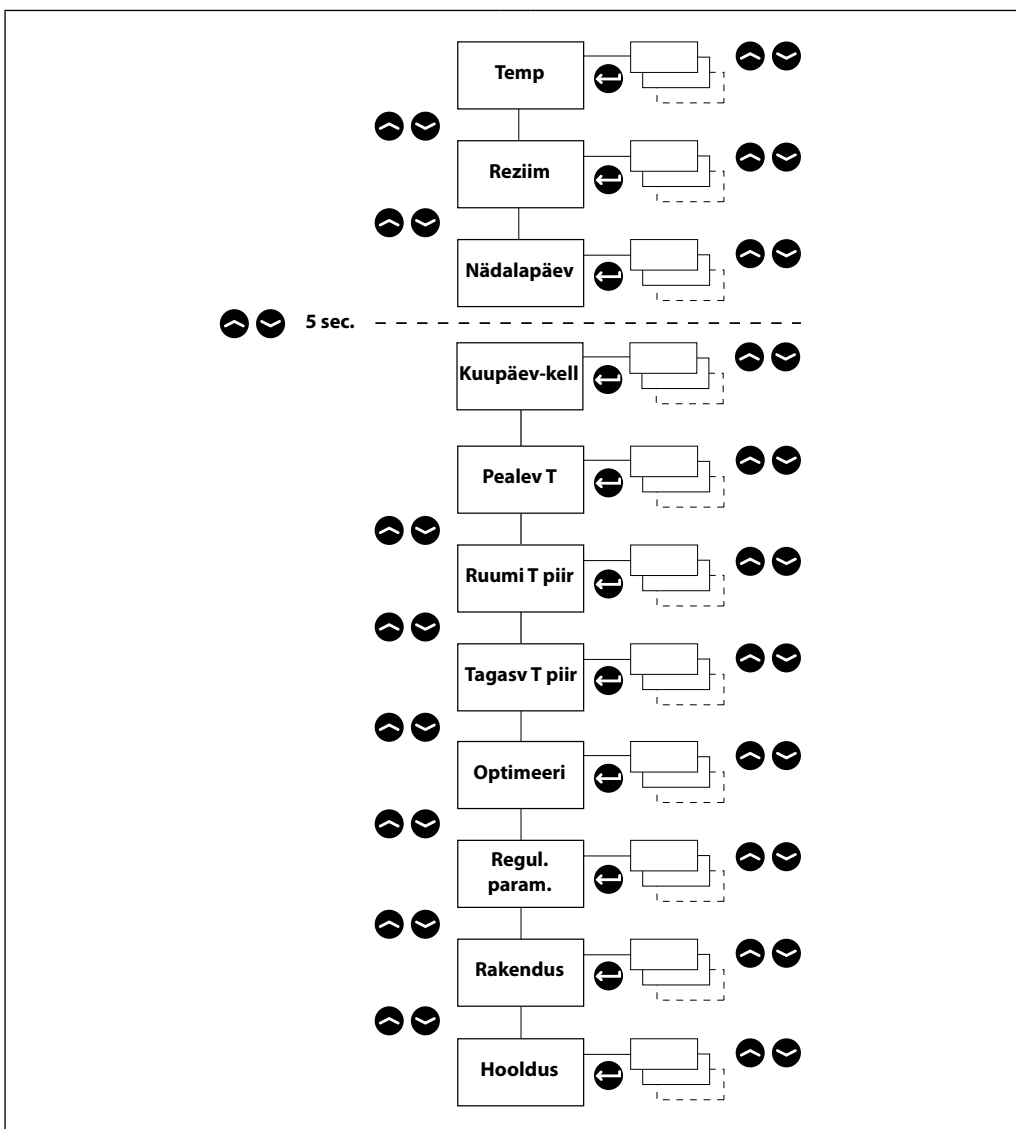 Temp
Reziim
Nädalapäev
5 sec.
Kuupäev-kell
Pealev T
Ruumi T piir
Tagasv T piir
Optimeeri
Regul.
param.
Rakendus
Hooldus